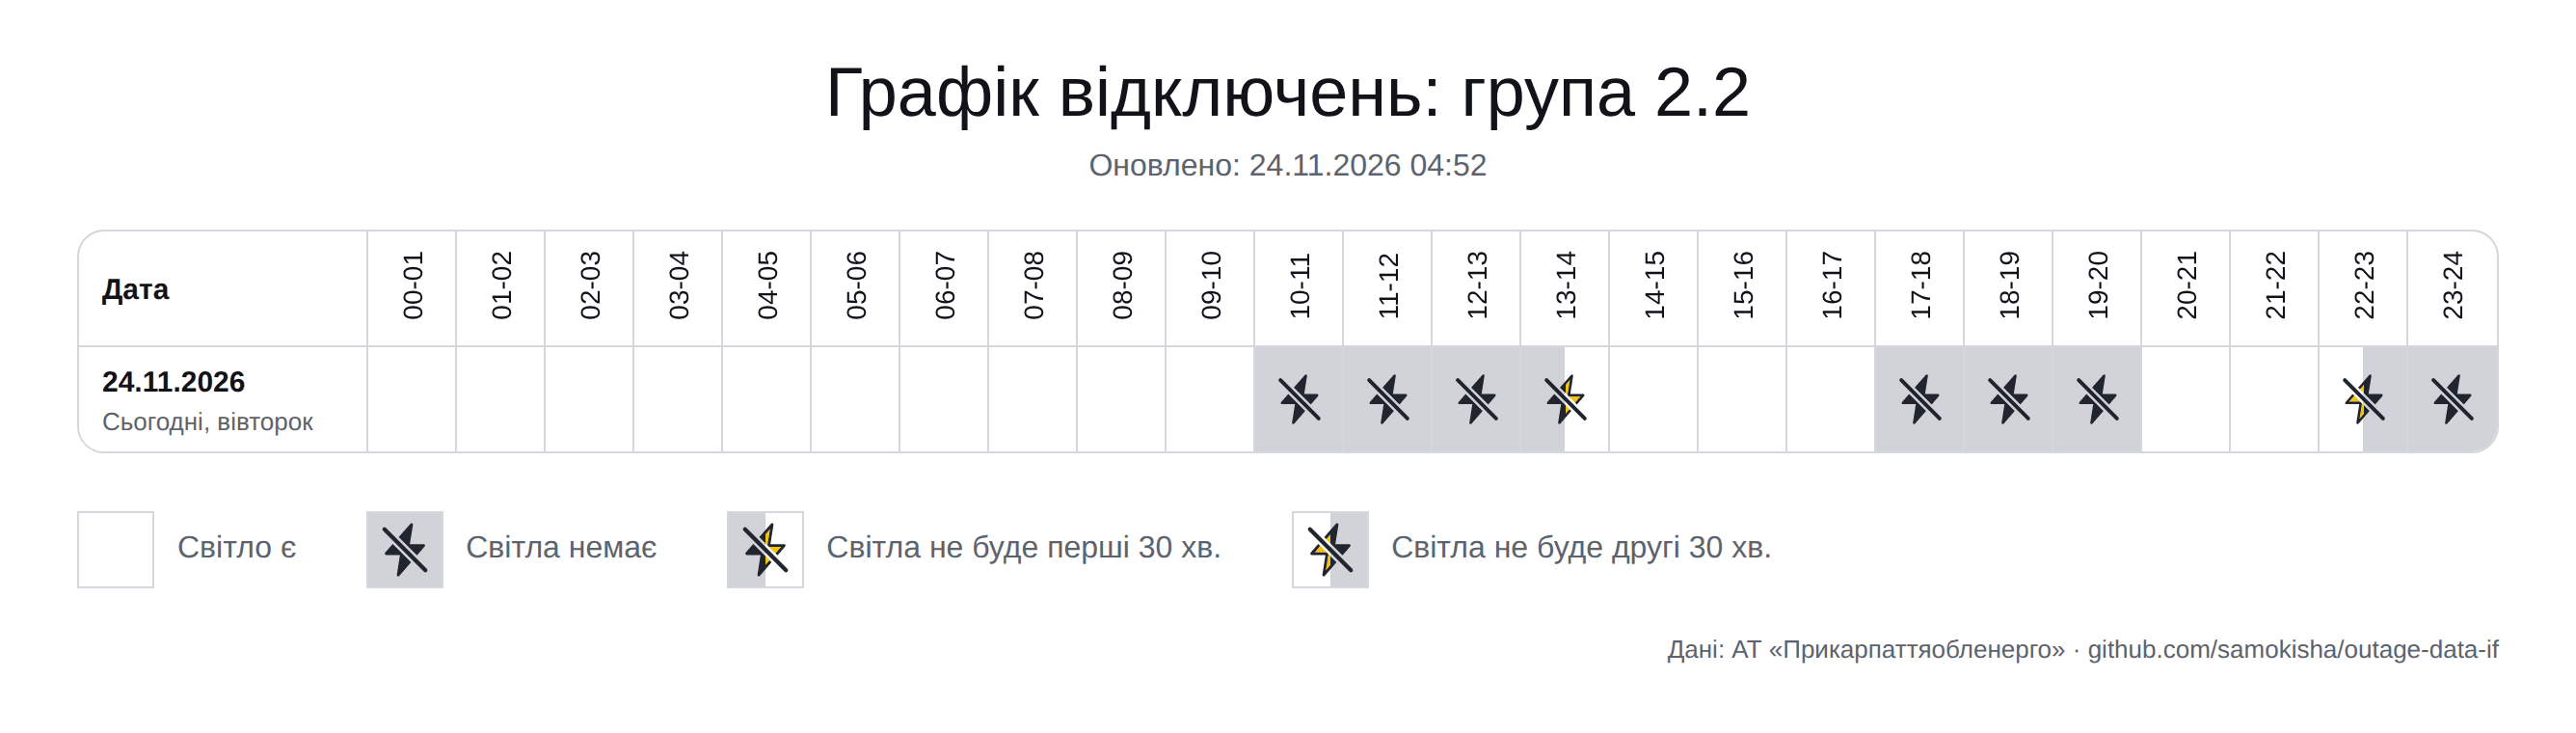 Графік відключень: група 2.2
Оновлено: 24.11.2026 04:52
Дата 00-01 01-02 02-03 03-04 04-05 05-06 06-07 07-08 08-09 09-10 10-11 11-12 12-13 13-14 14-15 15-16 16-17 17-18 18-19 19-20 20-21 21-22 22-23 23-24
24.11.2026
Сьогодні, вівторок
Світло є Світла немає Світла не буде перші 30 хв. Світла не буде другі 30 хв.
Дані: АТ «Прикарпаттяобленерго» · github.com/samokisha/outage-data-if